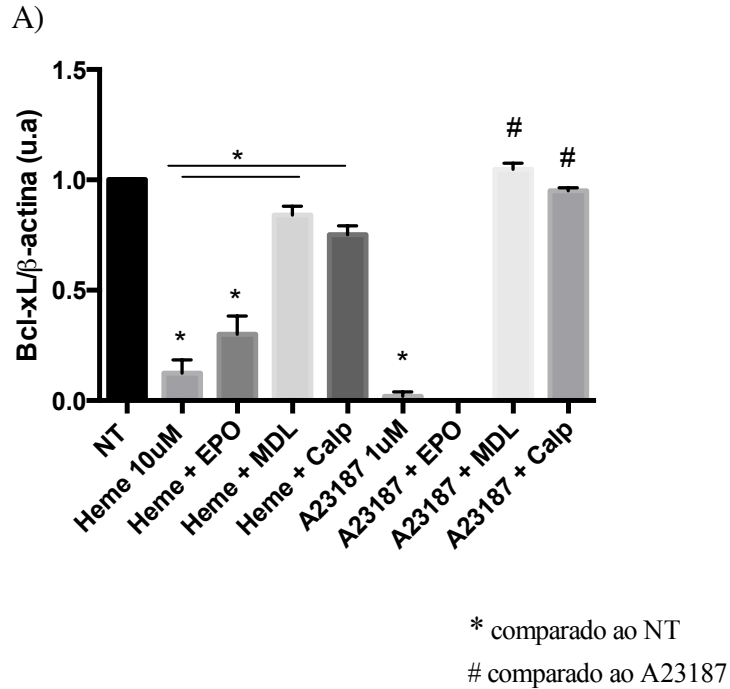 A)
Bcl-xL/β-actina (u.a)
1.5
1.0
0.5
0.0
*
*
*
*
#
#
NT
Heme 10uM
Heme + EPO
Heme + MDL
Heme + Calp
A23187 1uM
A23187 + EPO
A23187 + MDL
A23187 + Calp
* comparado ao NT
# comparado ao A23187